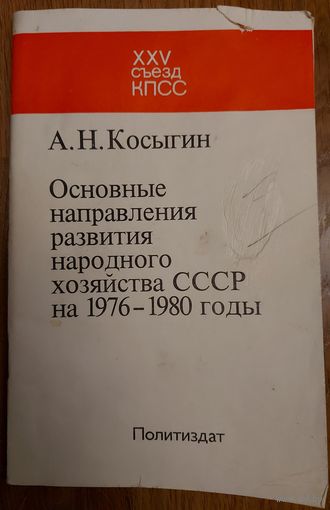 XXV
съезд
КПСС
А.Н.Косыгин
Основные
направления
развития
народного
хозяйства СССР
на 1976–1980 годы
Политиздат